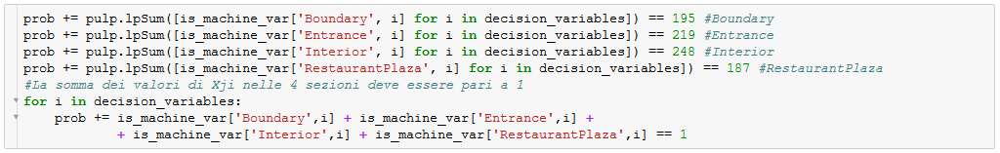 prob += pulp.lpSum([is_machine_var['Boundary', i] for i in decision_variables]) == 195 #Boundary
prob += pulp.lpSum([is_machine_var['Entrance', i] for i in decision_variables]) == 219 #Entrance
prob += pulp.lpSum([is_machine_var['Interior', i] for i in decision_variables]) == 248 #Interior
prob += pulp.lpSum([is_machine_var['RestaurantPlaza', i] for i in decision_variables]) == 187 #RestaurantPlaza
#La somma dei valori di Xji nelle 4 sezioni deve essere pari a 1
for i in decision_variables:
    prob += is_machine_var['Boundary',i] + is_machine_var['Entrance',i] +
            + is_machine_var['Interior',i] + is_machine_var['RestaurantPlaza',i] == 1